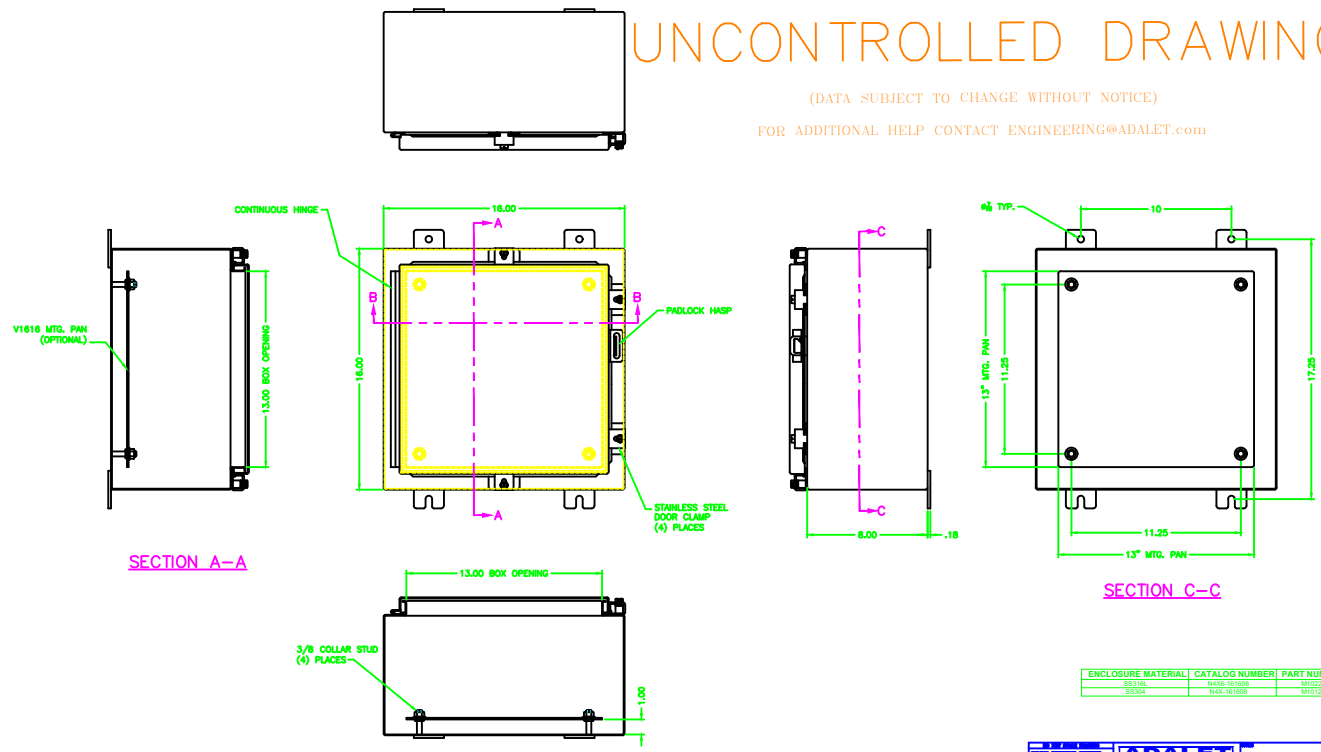 UNCONTROLLED DRAWING
(DATA SUBJECT TO CHANGE WITHOUT NOTICE)
FOR ADDITIONAL HELP CONTACT ENGINEERING@ADALET.com
CONTINUOUS HINGE
16.00
A
C
TYP.
10
V1616 MTG. PAN
(OPTIONAL)
13.00 BOX OPENING
16.00
B
B
PADLOCK HASP
13" MTG. PAN
11.25
17.25
STAINLESS STEEL
DOOR CLAMP
(4) PLACES
A
C
8.00
.18
11.25
13" MTG. PAN
SECTION A-A
SECTION C-C
13.00 BOX OPENING
3/8 COLLAR STUD
(4) PLACES
1.00
ENCLOSURE MATERIAL CATALOG NUMBER PART NUM
SS316L
SS304 N4X-161608
ADALET